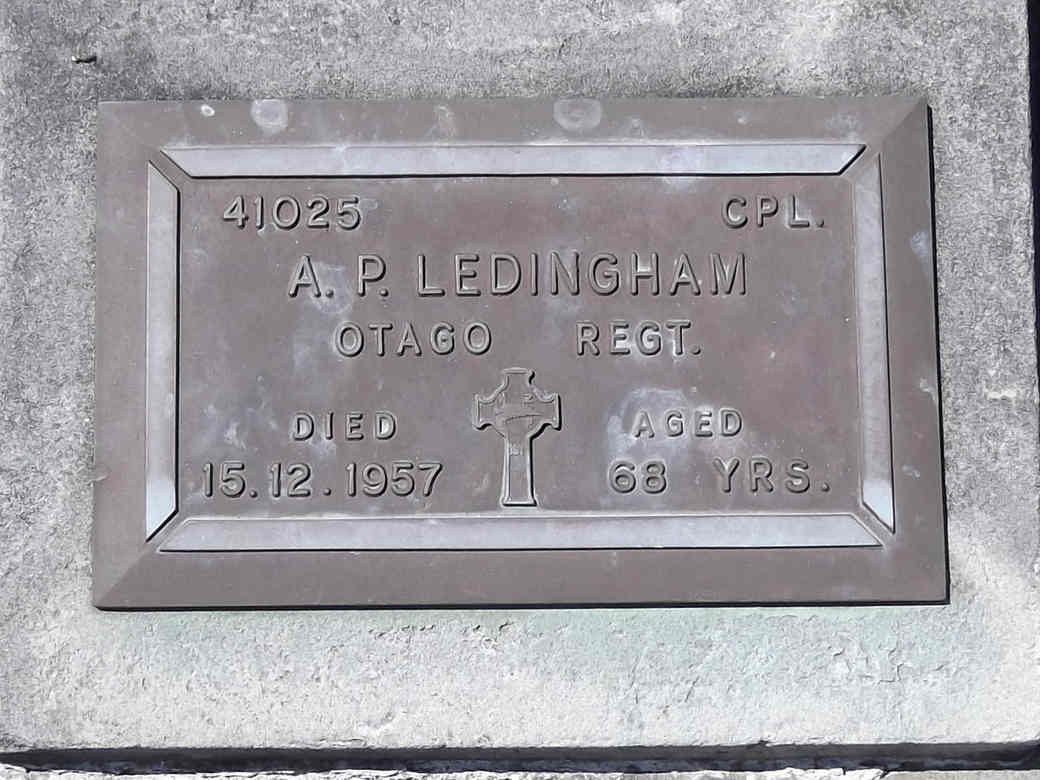 41025 CPL.
A. P. LEDINGHAM
OTAGO REGT.
DIED AGED
15.12.1957 68 YRS.